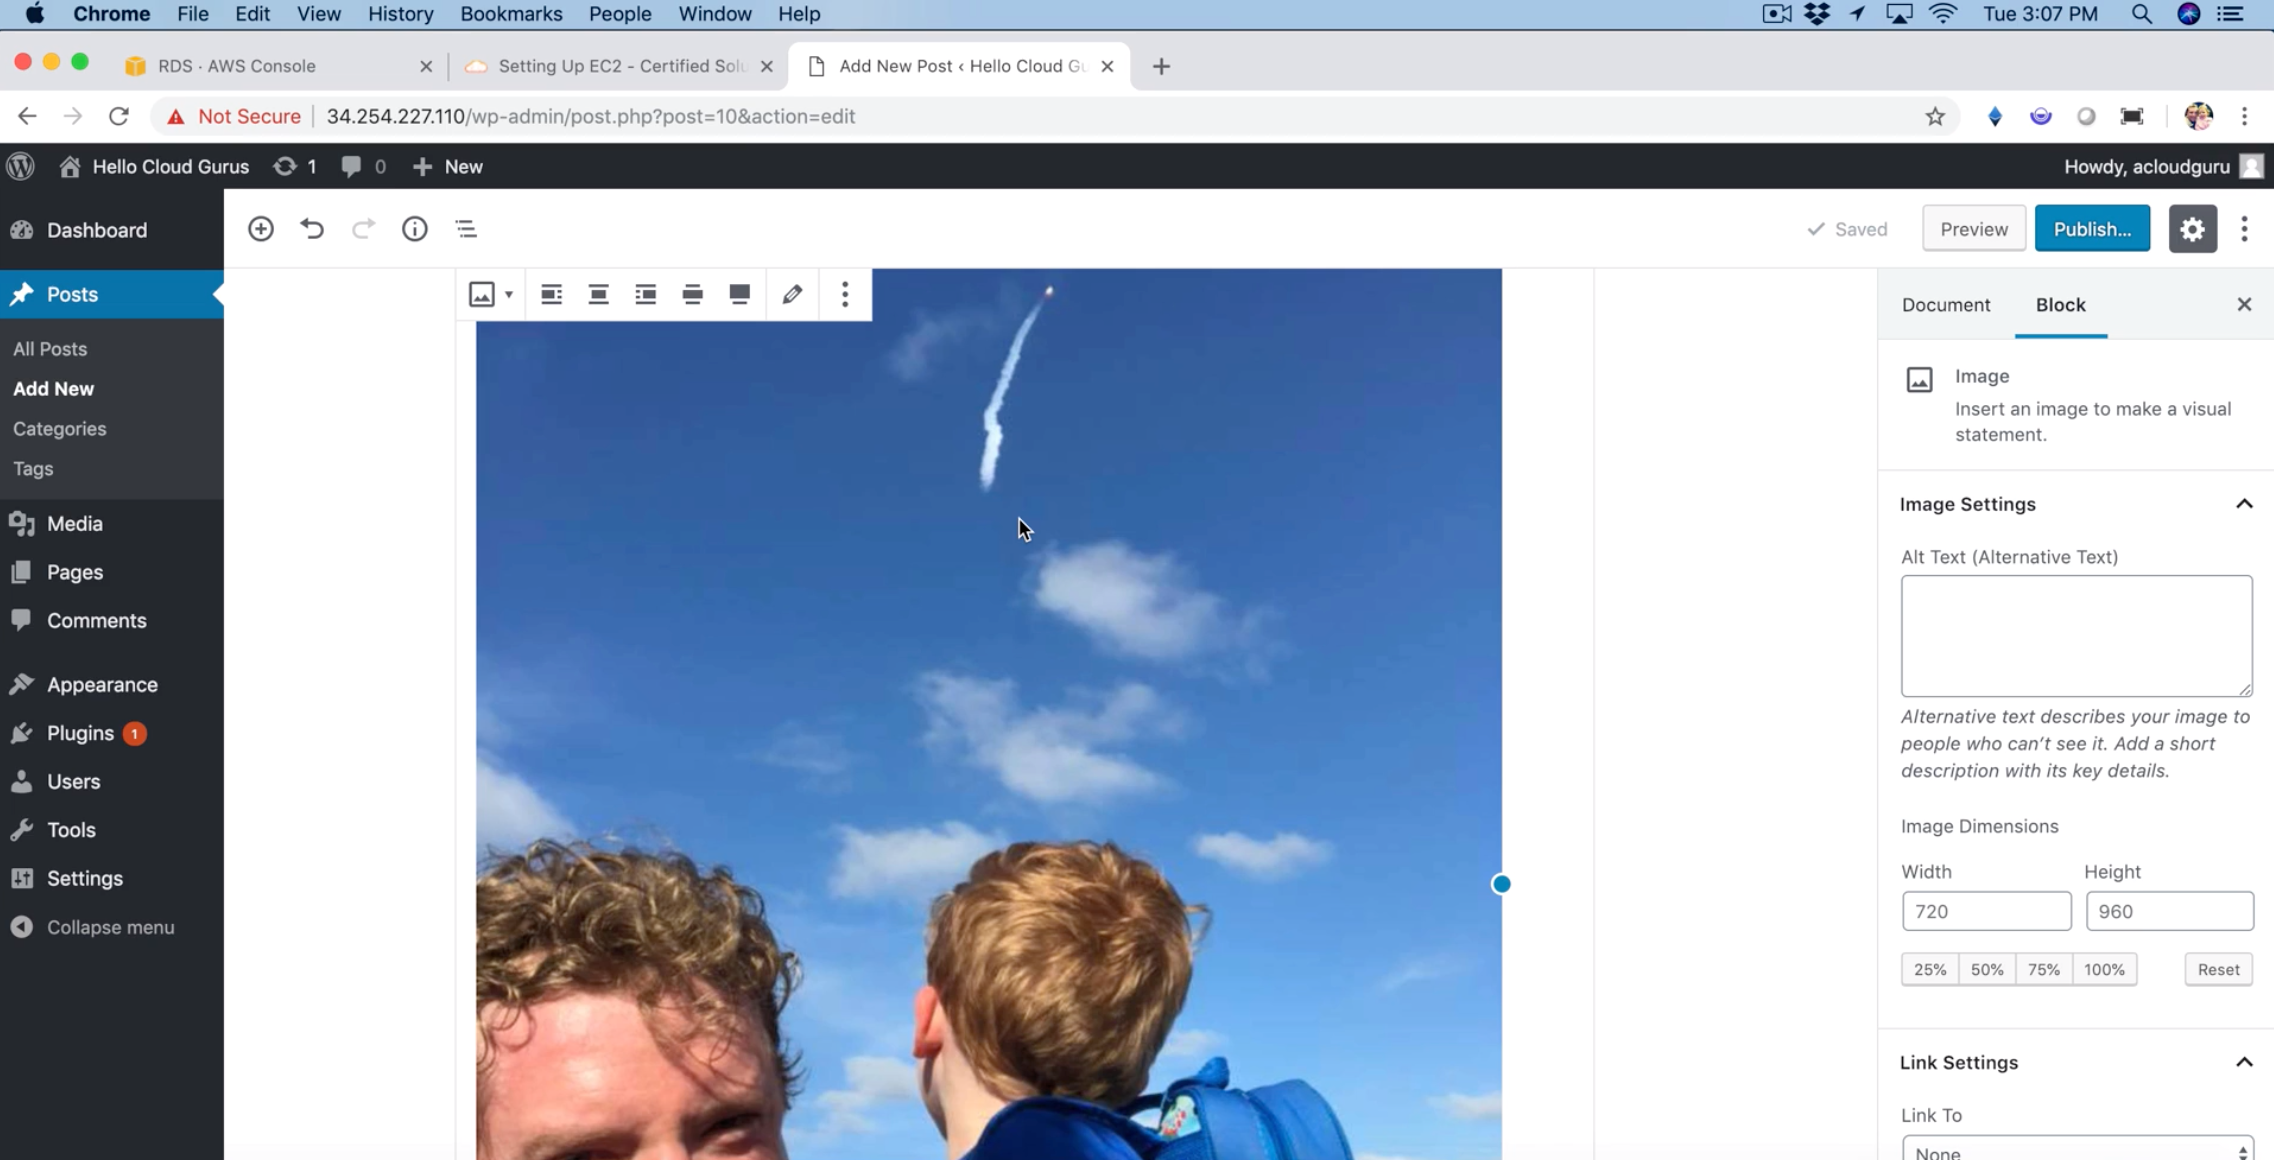 Chrome File Edit View History Bookmarks People Window Help Tue 3:07 PM
RDS · AWS Console Setting Up EC2 - Certified Solu Add New Post ‹ Hello Cloud Gu
Not Secure 34.254.227.110/wp-admin/post.php?post=10&action=edit
Hello Cloud Gurus 1 0 New Howdy, acloudguru
Dashboard
Saved Preview Publish...
Posts
All Posts
Add New
Categories
Tags
Media
Pages
Comments
Appearance
Plugins 1
Users
Tools
Settings
Collapse menu
Document Block
Image
Insert an image to make a visual
statement.
Image Settings
Alt Text (Alternative Text)
Alternative text describes your image to
people who can't see it. Add a short
description with its key details.
Image Dimensions
Width Height
720 960
25% 50% 75% 100% Reset
Link Settings
Link To
None